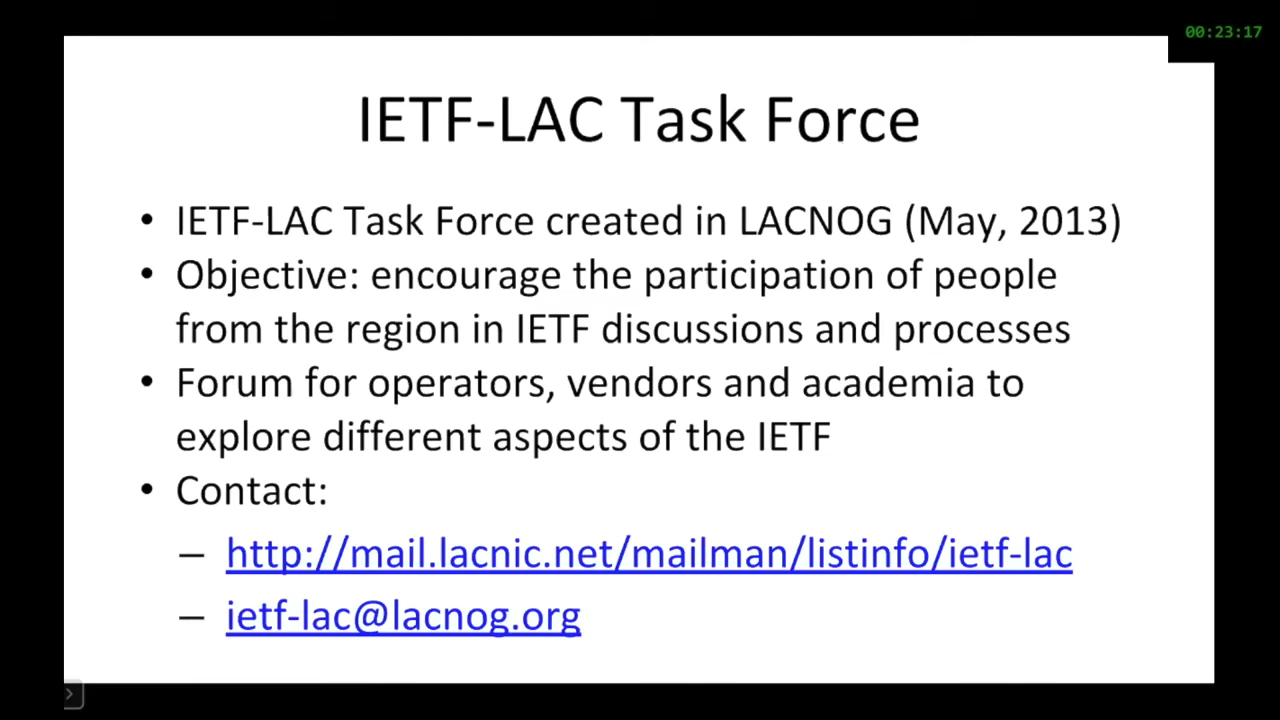 00:23:17
IETF-LAC Task Force
• IETF-LAC Task Force created in LACNOG (May, 2013)
• Objective: encourage the participation of people
from the region in IETF discussions and processes
• Forum for operators, vendors and academia to
explore different aspects of the IETF
• Contact:
– http://mail.lacnic.net/mailman/listinfo/ietf-lac
– ietf-lac@lacnog.org